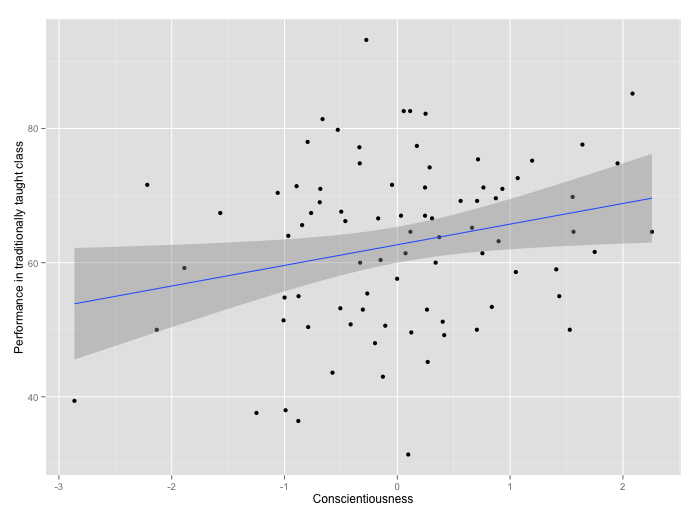 Performance in traditionally taught class
80
60
40
-3 -2 -1 0 1 2
Conscientiousness